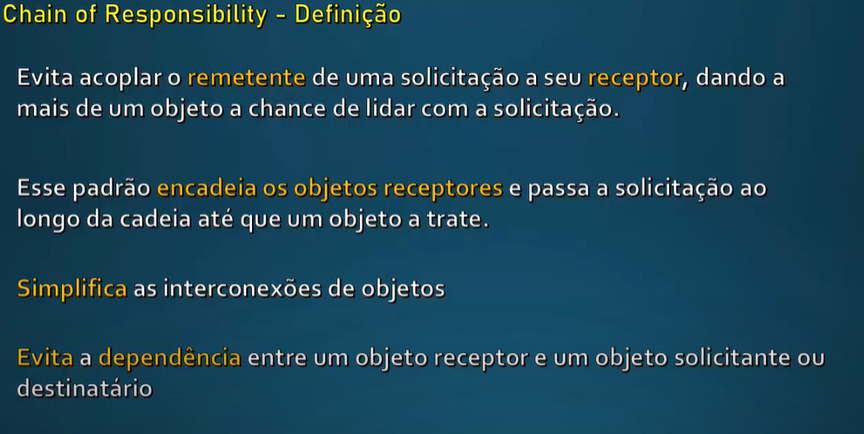 Chain of Responsibility - Definição
Evita acoplar o remetente de uma solicitação a seu receptor, dando a
mais de um objeto a chance de lidar com a solicitação.
Esse padrão encadeia os objetos receptores e passa a solicitação ao
longo da cadeia até que um objeto a trate.
Simplifica as interconexões de objetos
Evita a dependência entre um objeto receptor e um objeto solicitante ou
destinatário